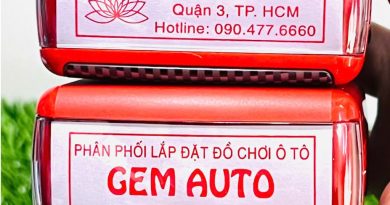 Quận 3, TP. HCM
Hotline: 090.477.6660
PHÂN PHỐI LẮP ĐẶT ĐỒ CHƠI Ô TÔ
GEM AUTO